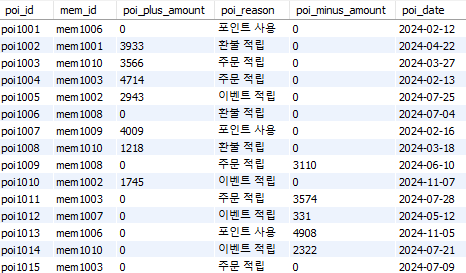 poi_id mem_id poi_plus_amount poi_reason poi_minus_amount poi_date
poi1001 mem1006 0 포인트 사용 0 2024-02-12
poi1002 mem1001 3933 환불 적립 0 2024-04-22
poi1003 mem1010 3566 주문 적립 0 2024-03-27
poi1004 mem1003 4714 주문 적립 0 2024-02-13
poi1005 mem1002 2943 이벤트 적립 0 2024-07-25
poi1006 mem1008 0 환불 적립 0 2024-07-04
poi1007 mem1009 4009 포인트 사용 0 2024-02-16
poi1008 mem1010 1218 환불 적립 0 2024-03-18
poi1009 mem1008 0 주문 적립 3110 2024-06-10
poi1010 mem1002 1745 이벤트 적립 0 2024-11-07
poi1011 mem1003 0 주문 적립 3574 2024-07-28
poi1012 mem1007 0 이벤트 적립 331 2024-05-12
poi1013 mem1006 0 포인트 사용 4908 2024-11-05
poi1014 mem1010 0 이벤트 적립 2322 2024-07-21
poi1015 mem1003 0 주문 적립 0 2024-07-09